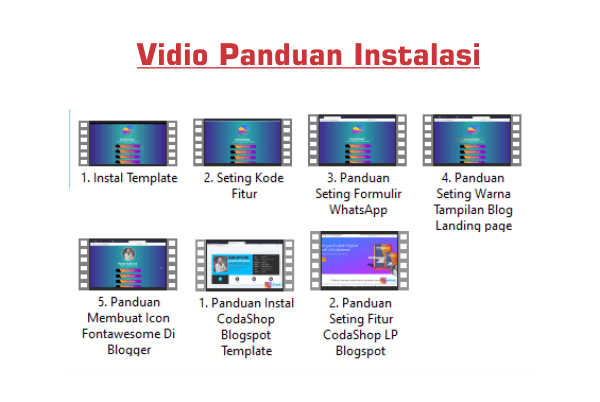 Vidio Panduan Instalasi
1. Instal Template
2. Seting Kode
Fitur
3. Panduan
Seting Formulir
WhatsApp
4. Panduan
Seting Warna
Tampilan Blog
Landing page
5. Panduan
Membuat Icon
Fontawesome Di
Blogger
1. Panduan Instal
CodaShop
Blogspot
Template
2. Panduan
Seting Fitur
CodaShop LP
Blogspot